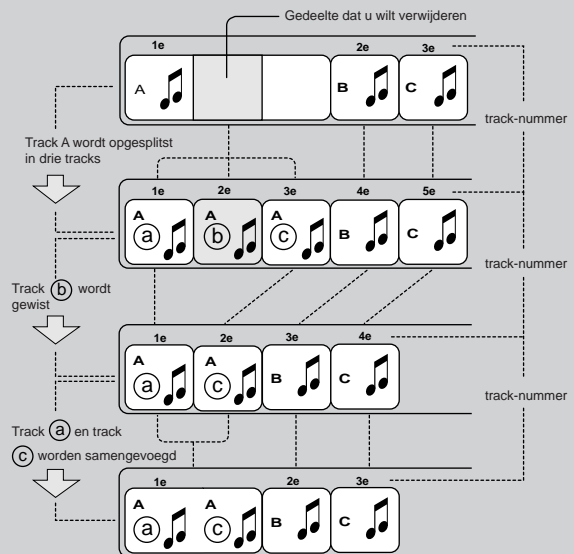 Gedeelte dat u wilt verwijderen
1e 2e 3e
A B C
track-nummer
Track A wordt opgesplitst
in drie tracks
1e 2e 3e 4e 5e
A A A B C
a b c
track-nummer
Track b wordt
gewist
1e 2e 3e 4e
A A B C
a c
track-nummer
Track a en track
c worden samengevoegd
1e 2e 3e
A A B C
a c